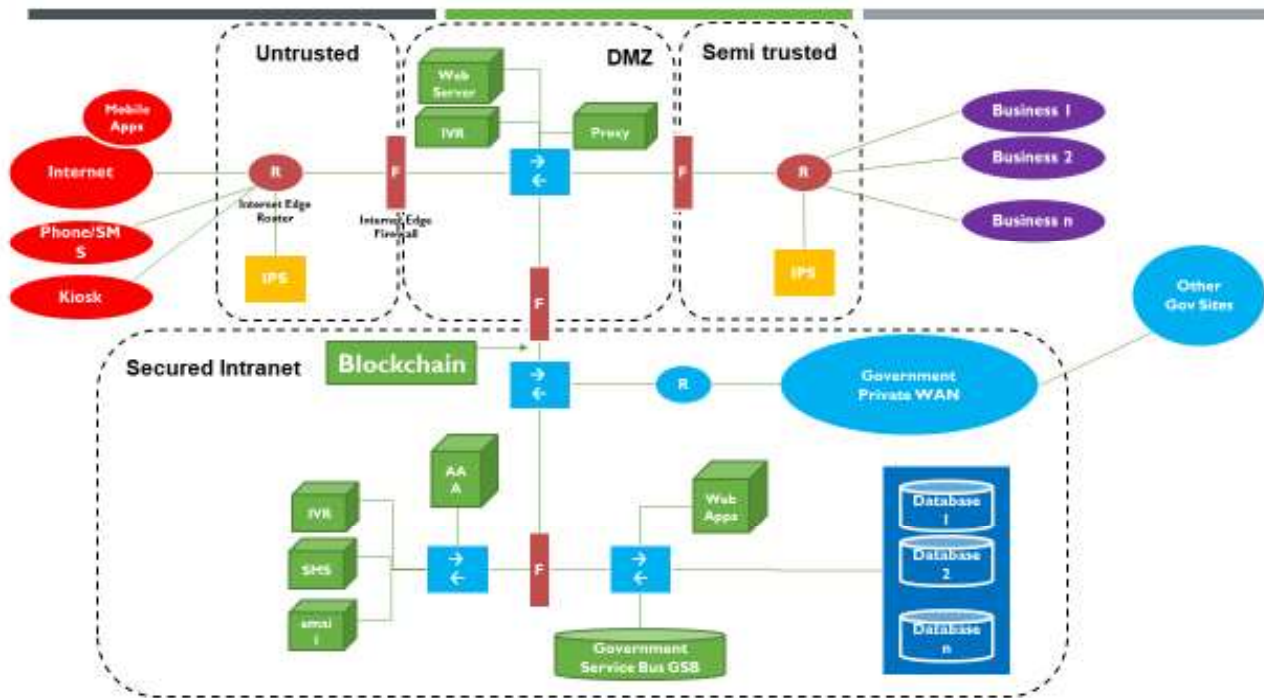 Untrusted
DMZ
Semi trusted
Mobile
Apps
Internet
Phone/SM
S
Kiosk
R
Internet Edge
Router
IPS
F
Internet Edge
Firewall
Web
Server
IVR
Proxy
F
F
R
IPS
Business 1
Business 2
Business n
Other
Gov Sites
Secured Intranet
Blockchain
R
Government
Private WAN
AA
A
IVR
SMS
email
F
Web
Apps
Government
Service Bus GSB
Database
1
Database
2
Database
n